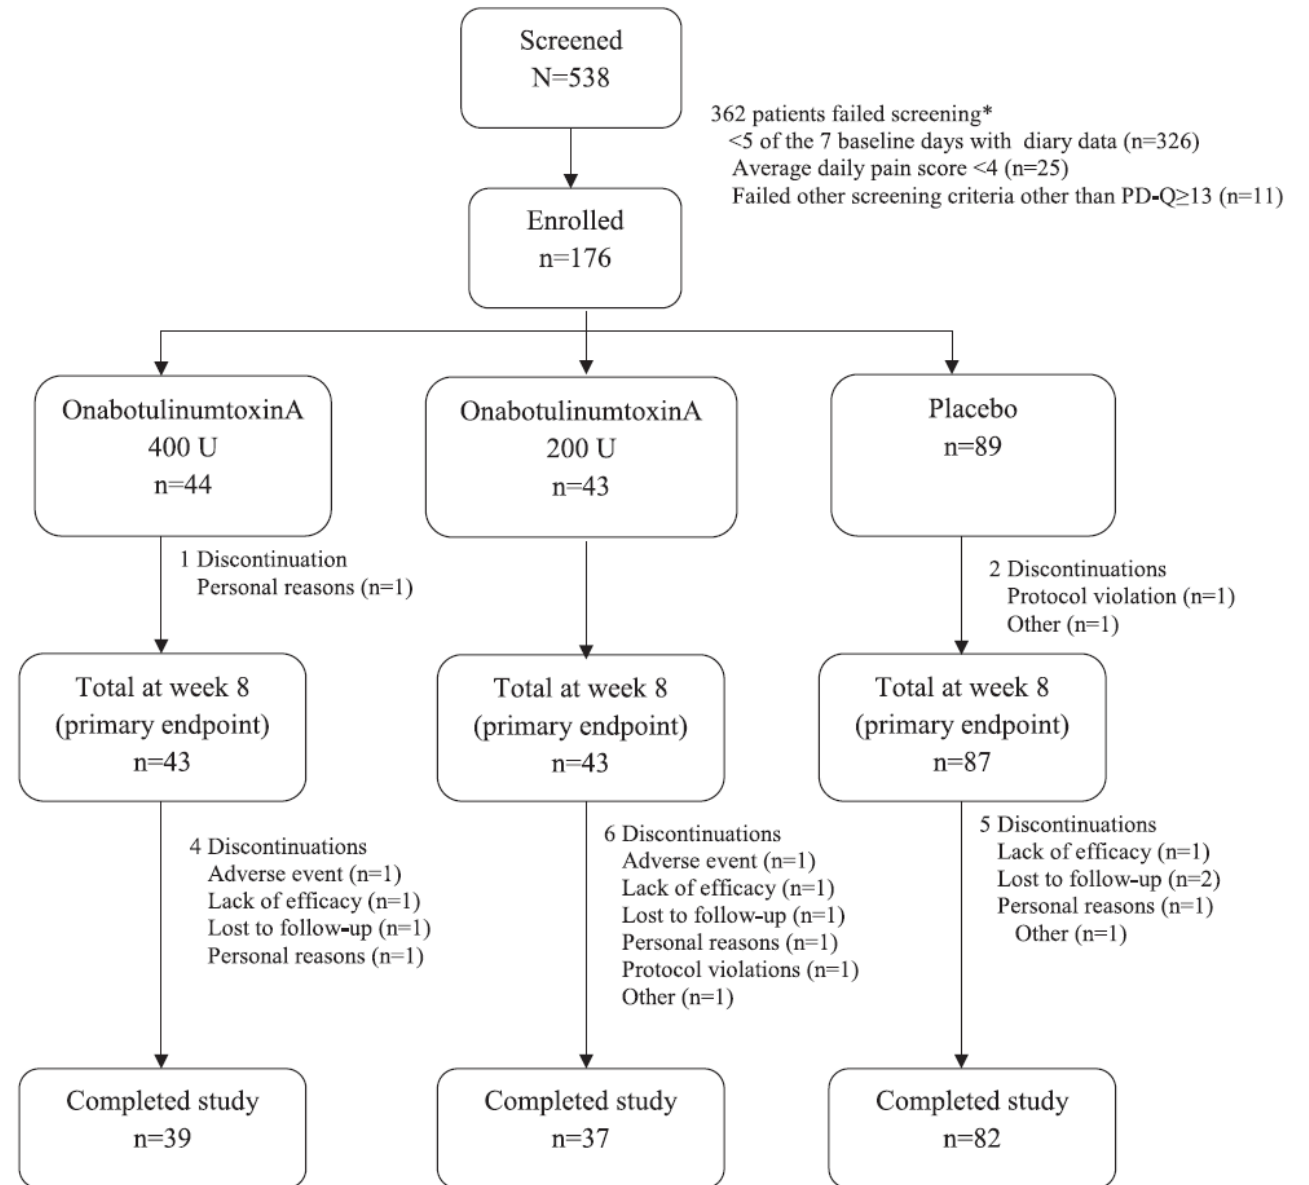 Screened
N=538
362 patients failed screening*
<5 of the 7 baseline days with diary data (n=326)
Average daily pain score <4 (n=25)
Failed other screening criteria other than PD-Q≥13 (n=11)
Enrolled
n=176
OnabotulinumtoxinA
400 U
n=44
OnabotulinumtoxinA
200 U
n=43
Placebo
n=89
1 Discontinuation
Personal reasons (n=1)
2 Discontinuations
Protocol violation (n=1)
Other (n=1)
Total at week 8
(primary endpoint)
n=43
Total at week 8
(primary endpoint)
n=43
Total at week 8
(primary endpoint)
n=87
4 Discontinuations
Adverse event (n=1)
Lack of efficacy (n=1)
Lost to follow-up (n=1)
Personal reasons (n=1)
6 Discontinuations
Adverse event (n=1)
Lack of efficacy (n=1)
Lost to follow-up (n=1)
Personal reasons (n=1)
Protocol violations (n=1)
Other (n=1)
5 Discontinuations
Lack of efficacy (n=1)
Lost to follow-up (n=2)
Personal reasons (n=1)
Other (n=1)
Completed study
n=39
Completed study
n=37
Completed study
n=82